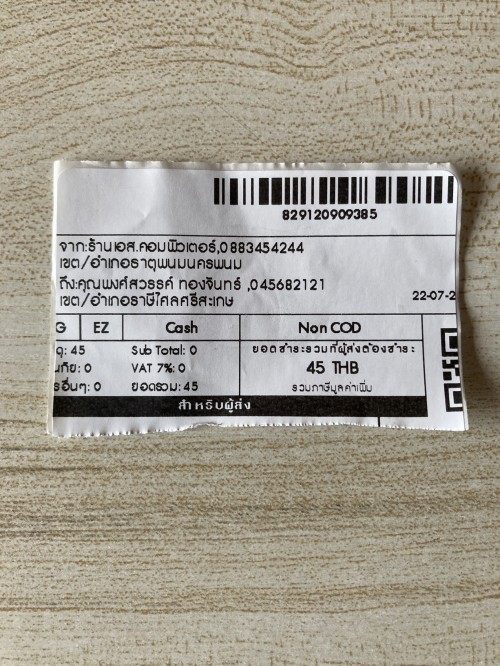 829120909385
จาก:ร้านเอส.คอมพิวเตอร์,0883454244
เขต/อำเภอธาตุพนมนครพนม
ถึง:คุณพงศ์สวรรค์ ทองจันทร์ ,045682121
เขต/อำเภอราษีไศลศรีสะเกษ
22-07-2
G EZ Cash Non COD
ดุ: 45 Sub Total: 0 ยอดชำระรวมที่ผู้ส่งต้องชำระ
นภัย: 0 VAT 7%: 0 45 THB
รอื่นๆ: 0 ยอดรวม: 45 รวมภาษีมูลค่าเพิ่ม
สำหรับผู้ส่ง